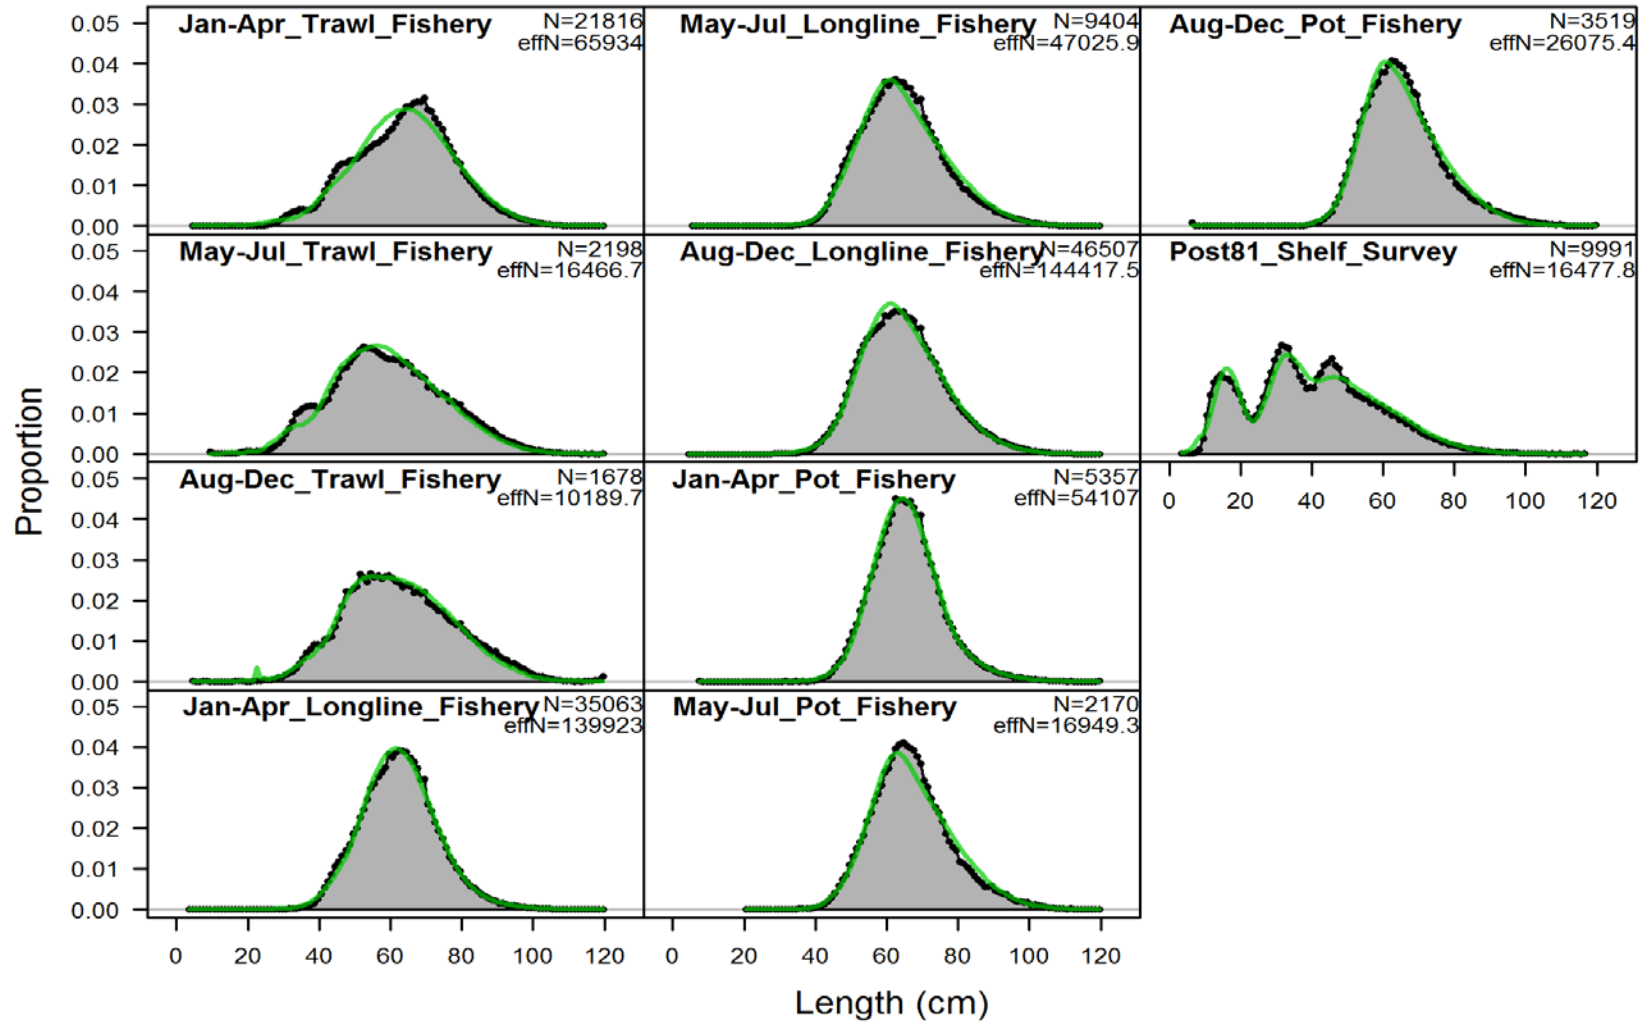 Jan-Apr_Trawl_Fishery
N=21816
effN=65934
May-Jul_Longline_Fishery
N=9404
effN=47025.9
Aug-Dec_Pot_Fishery
N=3519
effN=26075.4
0.05
0.04
0.03
0.02
0.01
0.00
May-Jul_Trawl_Fishery
N=2198
effN=16466.7
Aug-Dec_Longline_Fishery
N=46507
effN=144417.5
Post81_Shelf_Survey
N=9991
effN=16477.8
0.05
0.04
0.03
0.02
0.01
0.00
0 20 40 60 80 100 120
Aug-Dec_Trawl_Fishery
N=1678
effN=10189.7
Jan-Apr_Pot_Fishery
N=5357
effN=54107
0.05
0.04
0.03
0.02
0.01
0.00
Jan-Apr_Longline_Fishery
N=35063
effN=139923
May-Jul_Pot_Fishery
N=2170
effN=16949.3
0.05
0.04
0.03
0.02
0.01
0.00
0 20 40 60 80 100 120
0 20 40 60 80 100 120
Proportion
Length (cm)